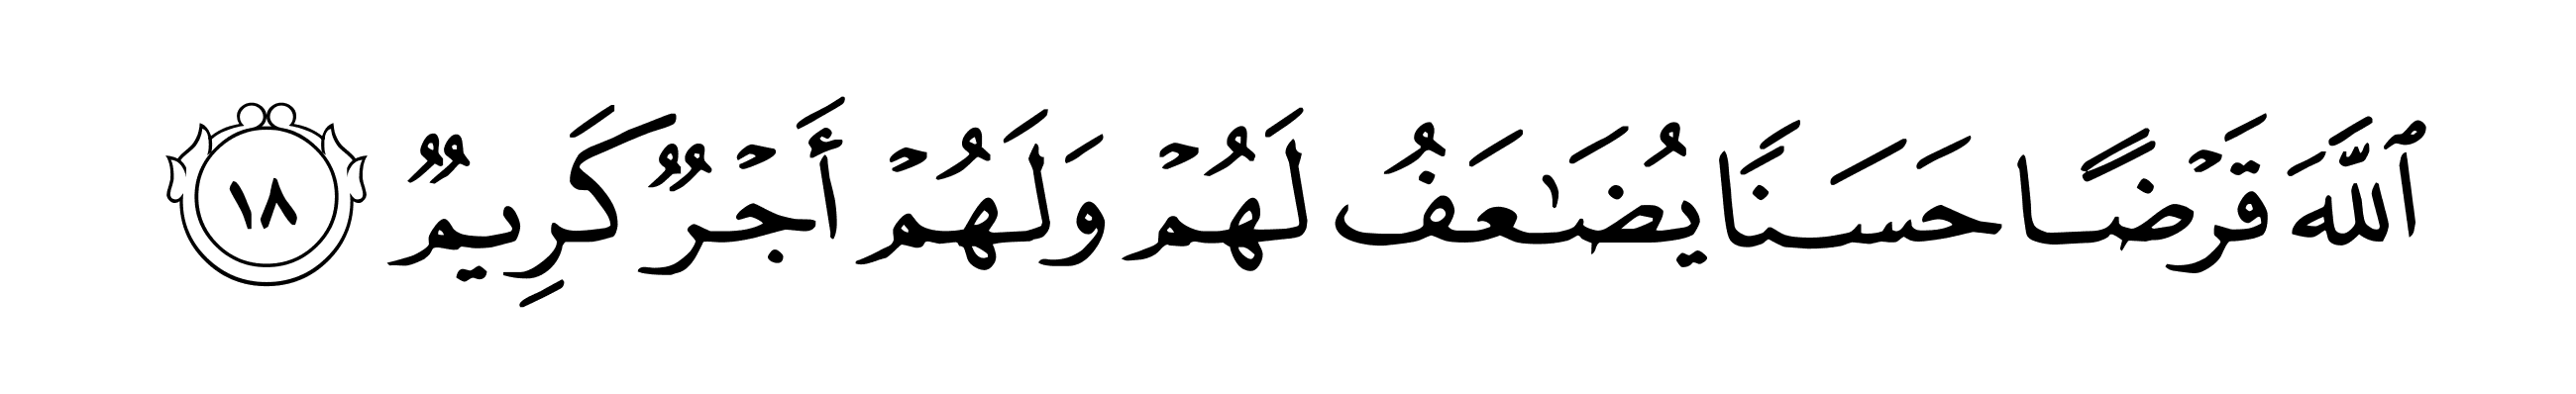 ٱللَّهَ قَرۡضًا حَسَنٗا يُضَٰعَفُ لَهُمۡ وَلَهُمۡ أَجۡرٞ كَرِيمٞ ١٨